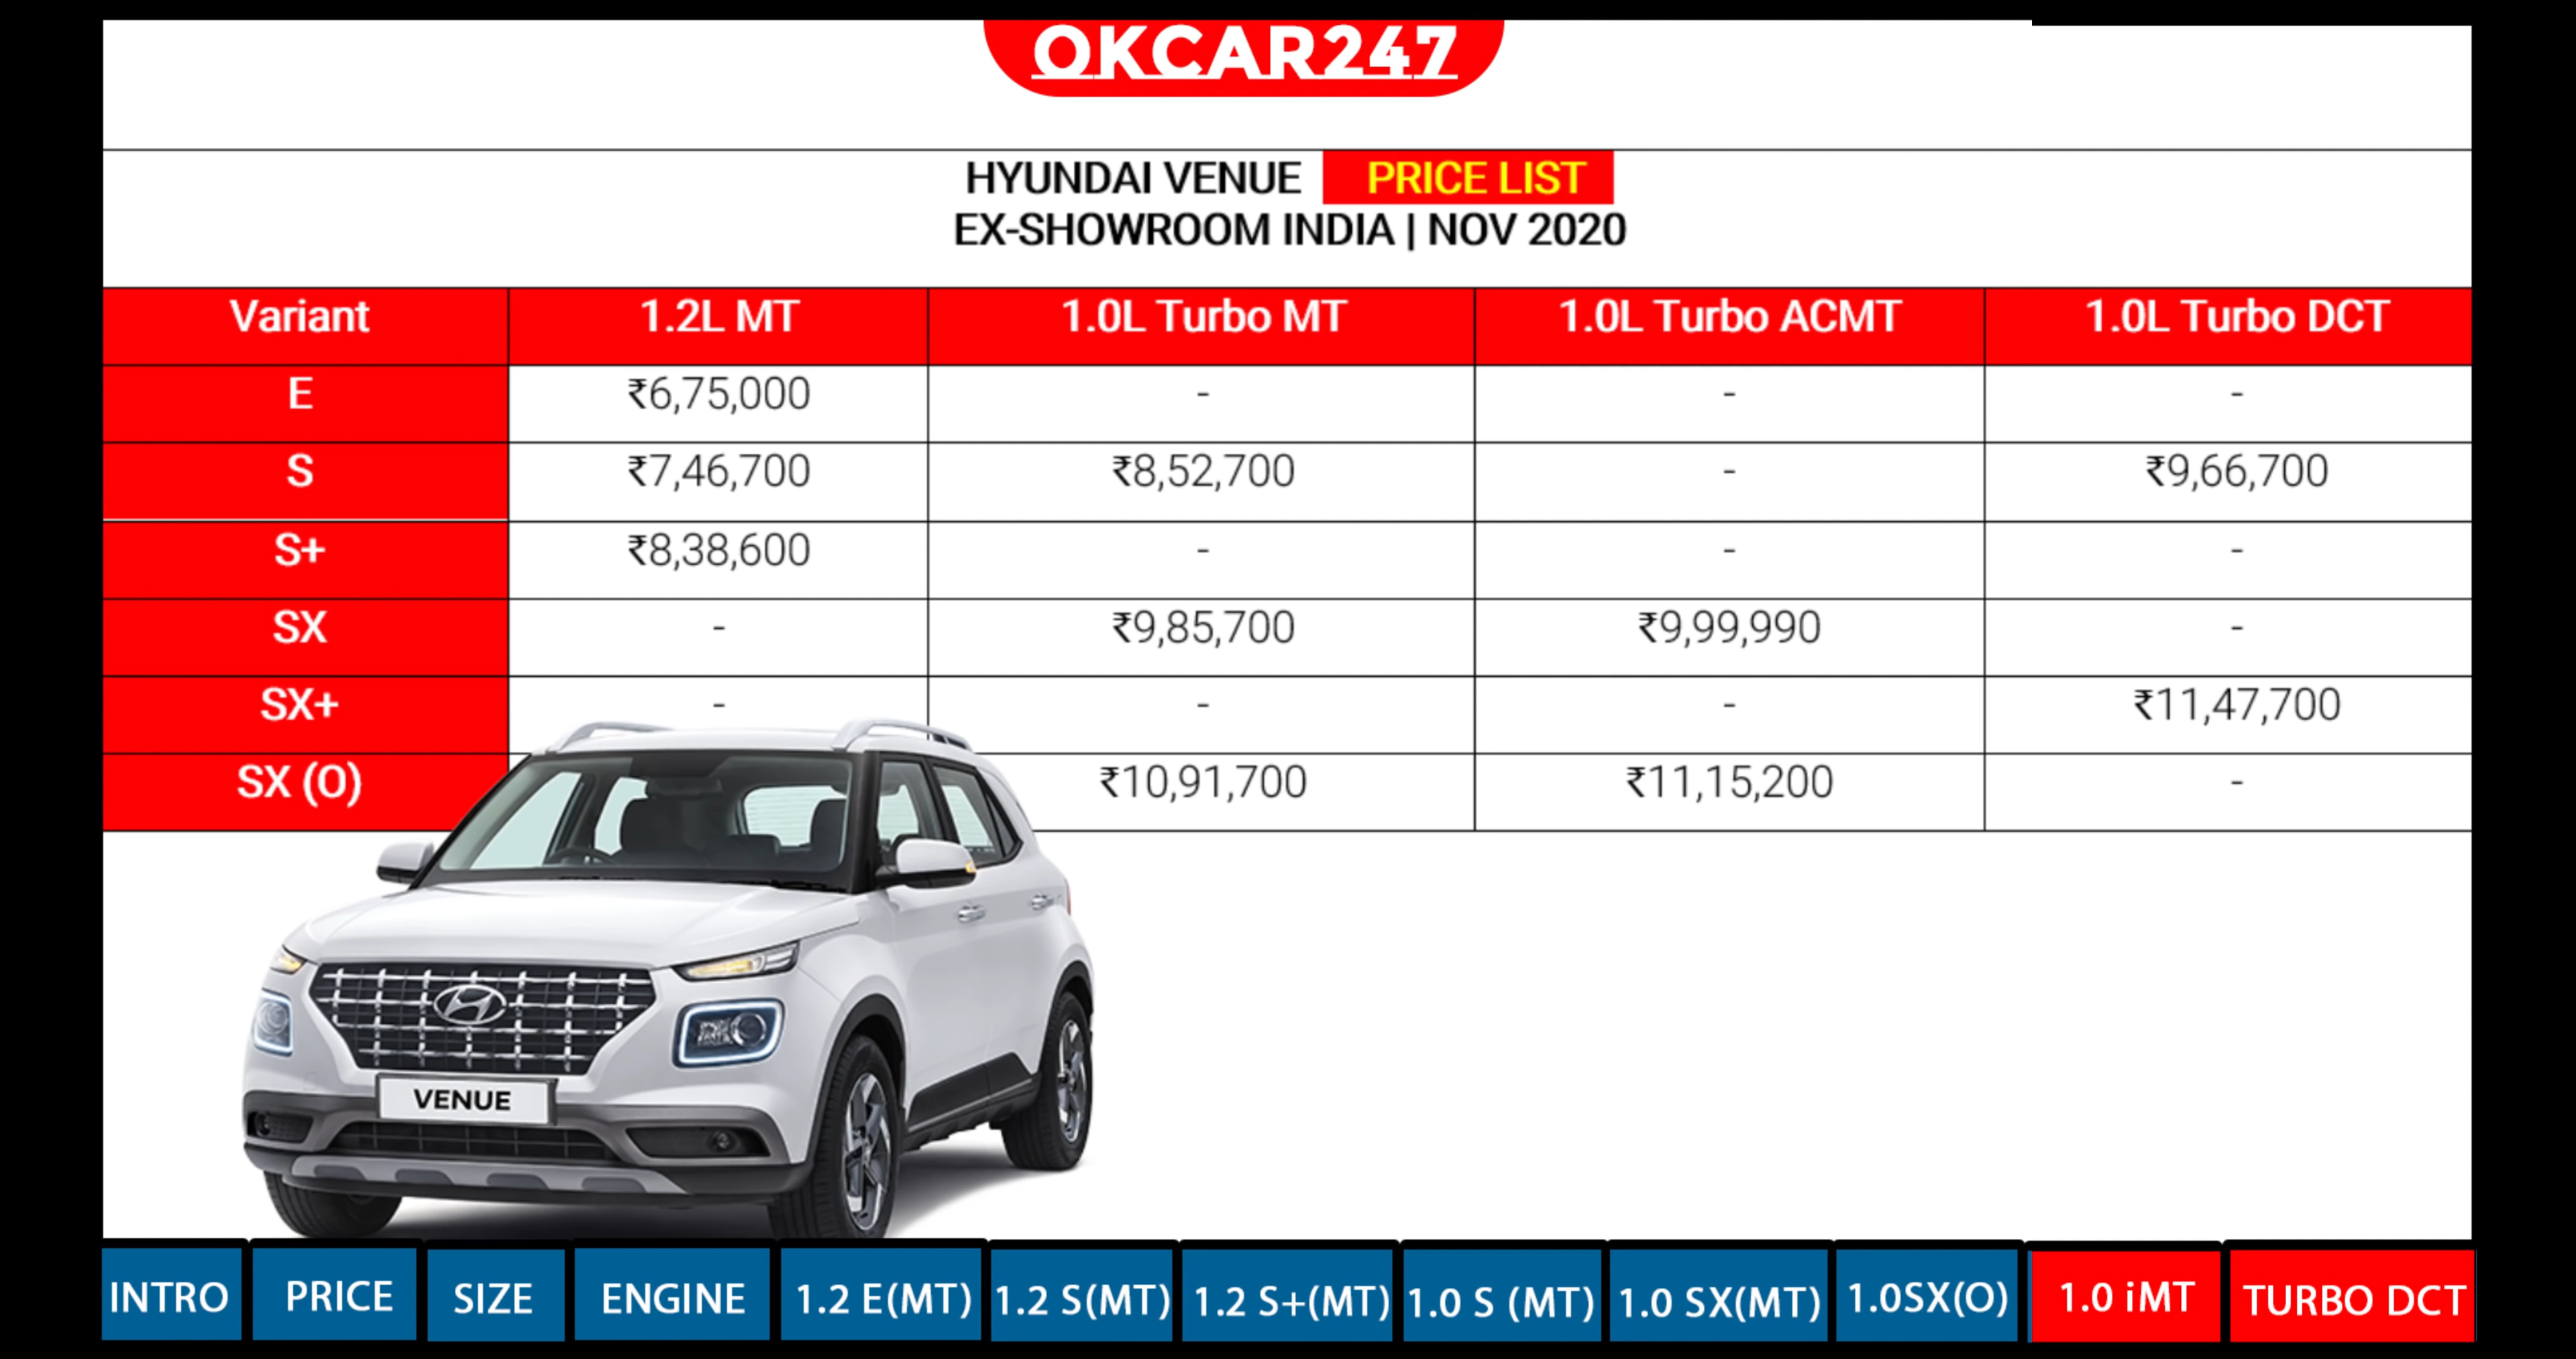 OKCAR247
HYUNDAI VENUE PRICE LIST
EX-SHOWROOM INDIA | NOV 2020
Variant 1.2L MT 1.0L Turbo MT 1.0L Turbo ACMT 1.0L Turbo DCT
E ₹6,75,000 - - -
S ₹7,46,700 ₹8,52,700 - ₹9,66,700
S+ ₹8,38,600 - - -
SX - ₹9,85,700 ₹9,99,990 -
SX+ - - - ₹11,47,700
SX (O) ₹10,91,700 ₹11,15,200 -
VENUE
INTRO PRICE SIZE ENGINE 1.2 E(MT) 1.2 S(MT) 1.2 S+(MT) 1.0 S (MT) 1.0 SX(MT) 1.0SX(O) 1.0 iMT TURBO DCT